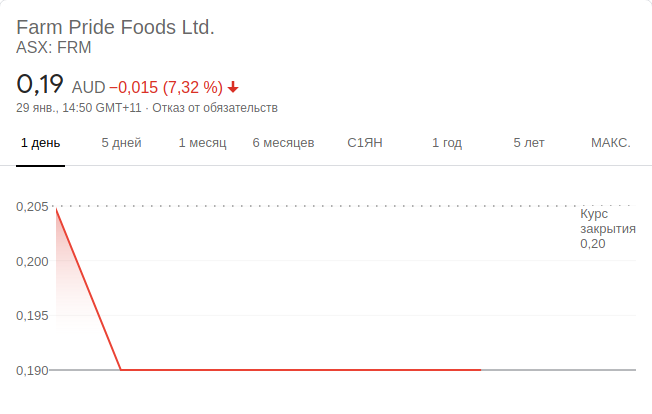 Farm Pride Foods Ltd.
ASX: FRM
0,19 AUD −0,015 (7,32 %)
29 янв., 14:50 GMT+11 · Отказ от обязательств
1 день 5 дней 1 месяц 6 месяцев С1ЯН 1 год 5 лет МАКС.
0,205
Курс
закрытия
0,20
0,200
0,195
0,190